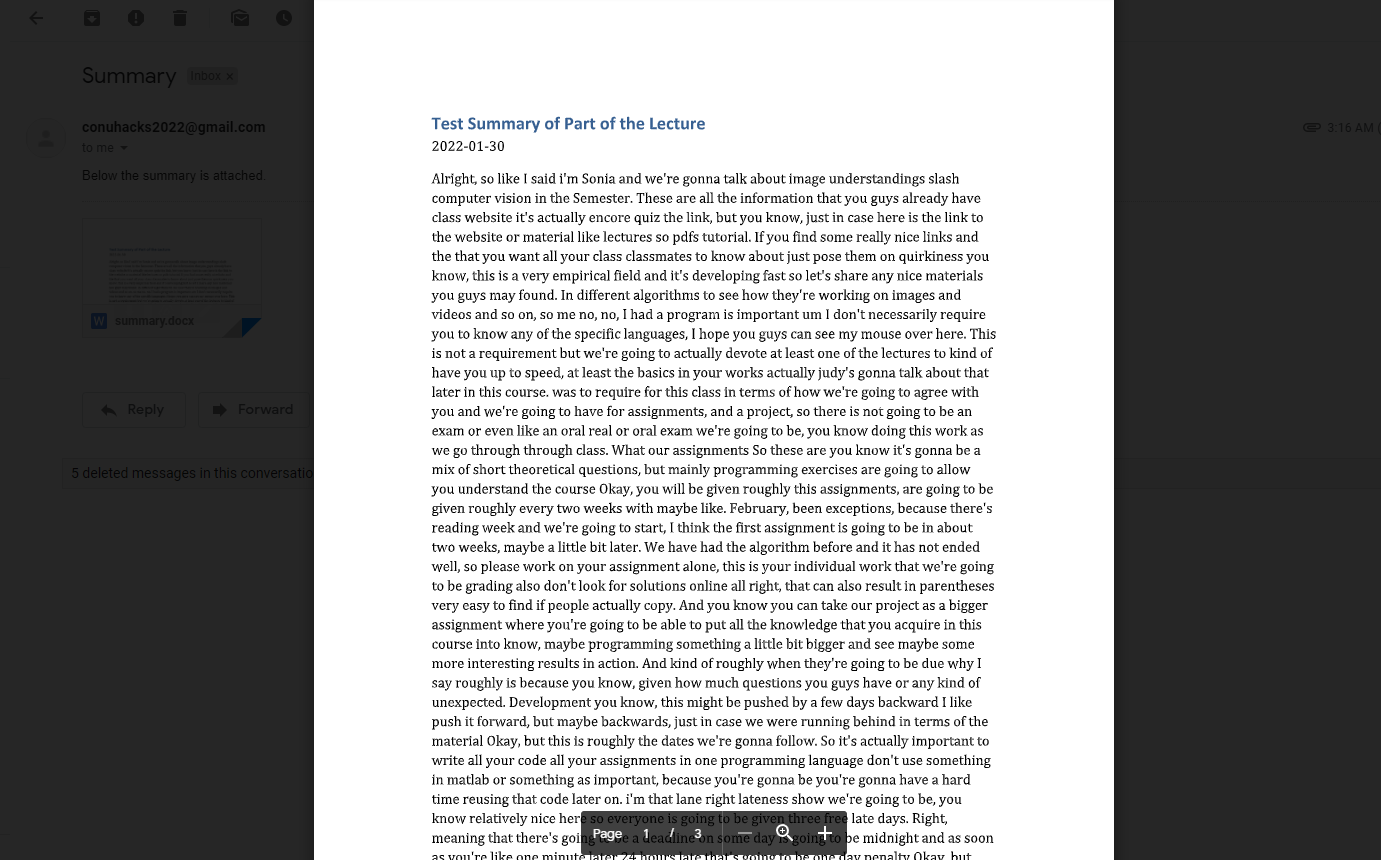 Summary Inbox x
conuhacks2022@gmail.com
3:16 AM (
to me
Below the summary is attached.
W summary.docx
Reply Forward
5 deleted messages in this conversatio
Test Summary of Part of the Lecture
2022-01-30
Alright, so like I said i'm Sonia and we're gonna talk about image understandings slash
computer vision in the Semester. These are all the information that you guys already have
class website it's actually encore quiz the link, but you know, just in case here is the link to
the website or material like lectures so pdfs tutorial. If you find some really nice links and
the that you want all your class classmates to know about just pose them on quirkiness you
know, this is a very empirical field and it's developing fast so let's share any nice materials
you guys may found. In different algorithms to see how they're working on images and
videos and so on, so me no, no, I had a program is important um I don't necessarily require
you to know any of the specific languages, I hope you guys can see my mouse over here. This
is not a requirement but we're going to actually devote at least one of the lectures to kind of
have you up to speed, at least the basics in your works actually judy's gonna talk about that
later in this course. was to require for this class in terms of how we're going to agree with
you and we're going to have for assignments, and a project, so there is not going to be an
exam or even like an oral real or oral exam we're going to be, you know doing this work as
we go through through class. What our assignments So these are you know it's gonna be a
mix of short theoretical questions, but mainly programming exercises are going to allow
you understand the course Okay, you will be given roughly this assignments, are going to be
given roughly every two weeks with maybe like. February, been exceptions, because there's
reading week and we're going to start, I think the first assignment is going to be in about
two weeks, maybe a little bit later. We have had the algorithm before and it has not ended
well, so please work on your assignment alone, this is your individual work that we're going
to be grading also don't look for solutions online all right, that can also result in parentheses
very easy to find if people actually copy. And you know you can take our project as a bigger
assignment where you're going to be able to put all the knowledge that you acquire in this
course into know, maybe programming something a little bit bigger and see maybe some
more interesting results in action. And kind of roughly when they're going to be due why I
say roughly is because you know, given how much questions you guys have or any kind of
unexpected. Development you know, this might be pushed by a few days backward I like
push it forward, but maybe backwards, just in case we were running behind in terms of the
material Okay, but this is roughly the dates we're gonna follow. So it's actually important to
write all your code all your assignments in one programming language don't use something
in matlab or something as important, because you're gonna be you're gonna have a hard
time reusing that code later on. i'm that lane right lateness show we're going to be, you
know relatively nice here so everyone is going to be given three free late days. Right,
meaning that there's going to be a deadline on some day is going to be midnight and as soon
as you're like one minute later 24 hours late that's going to be one day penalty Okay, but
Page 1 / 3